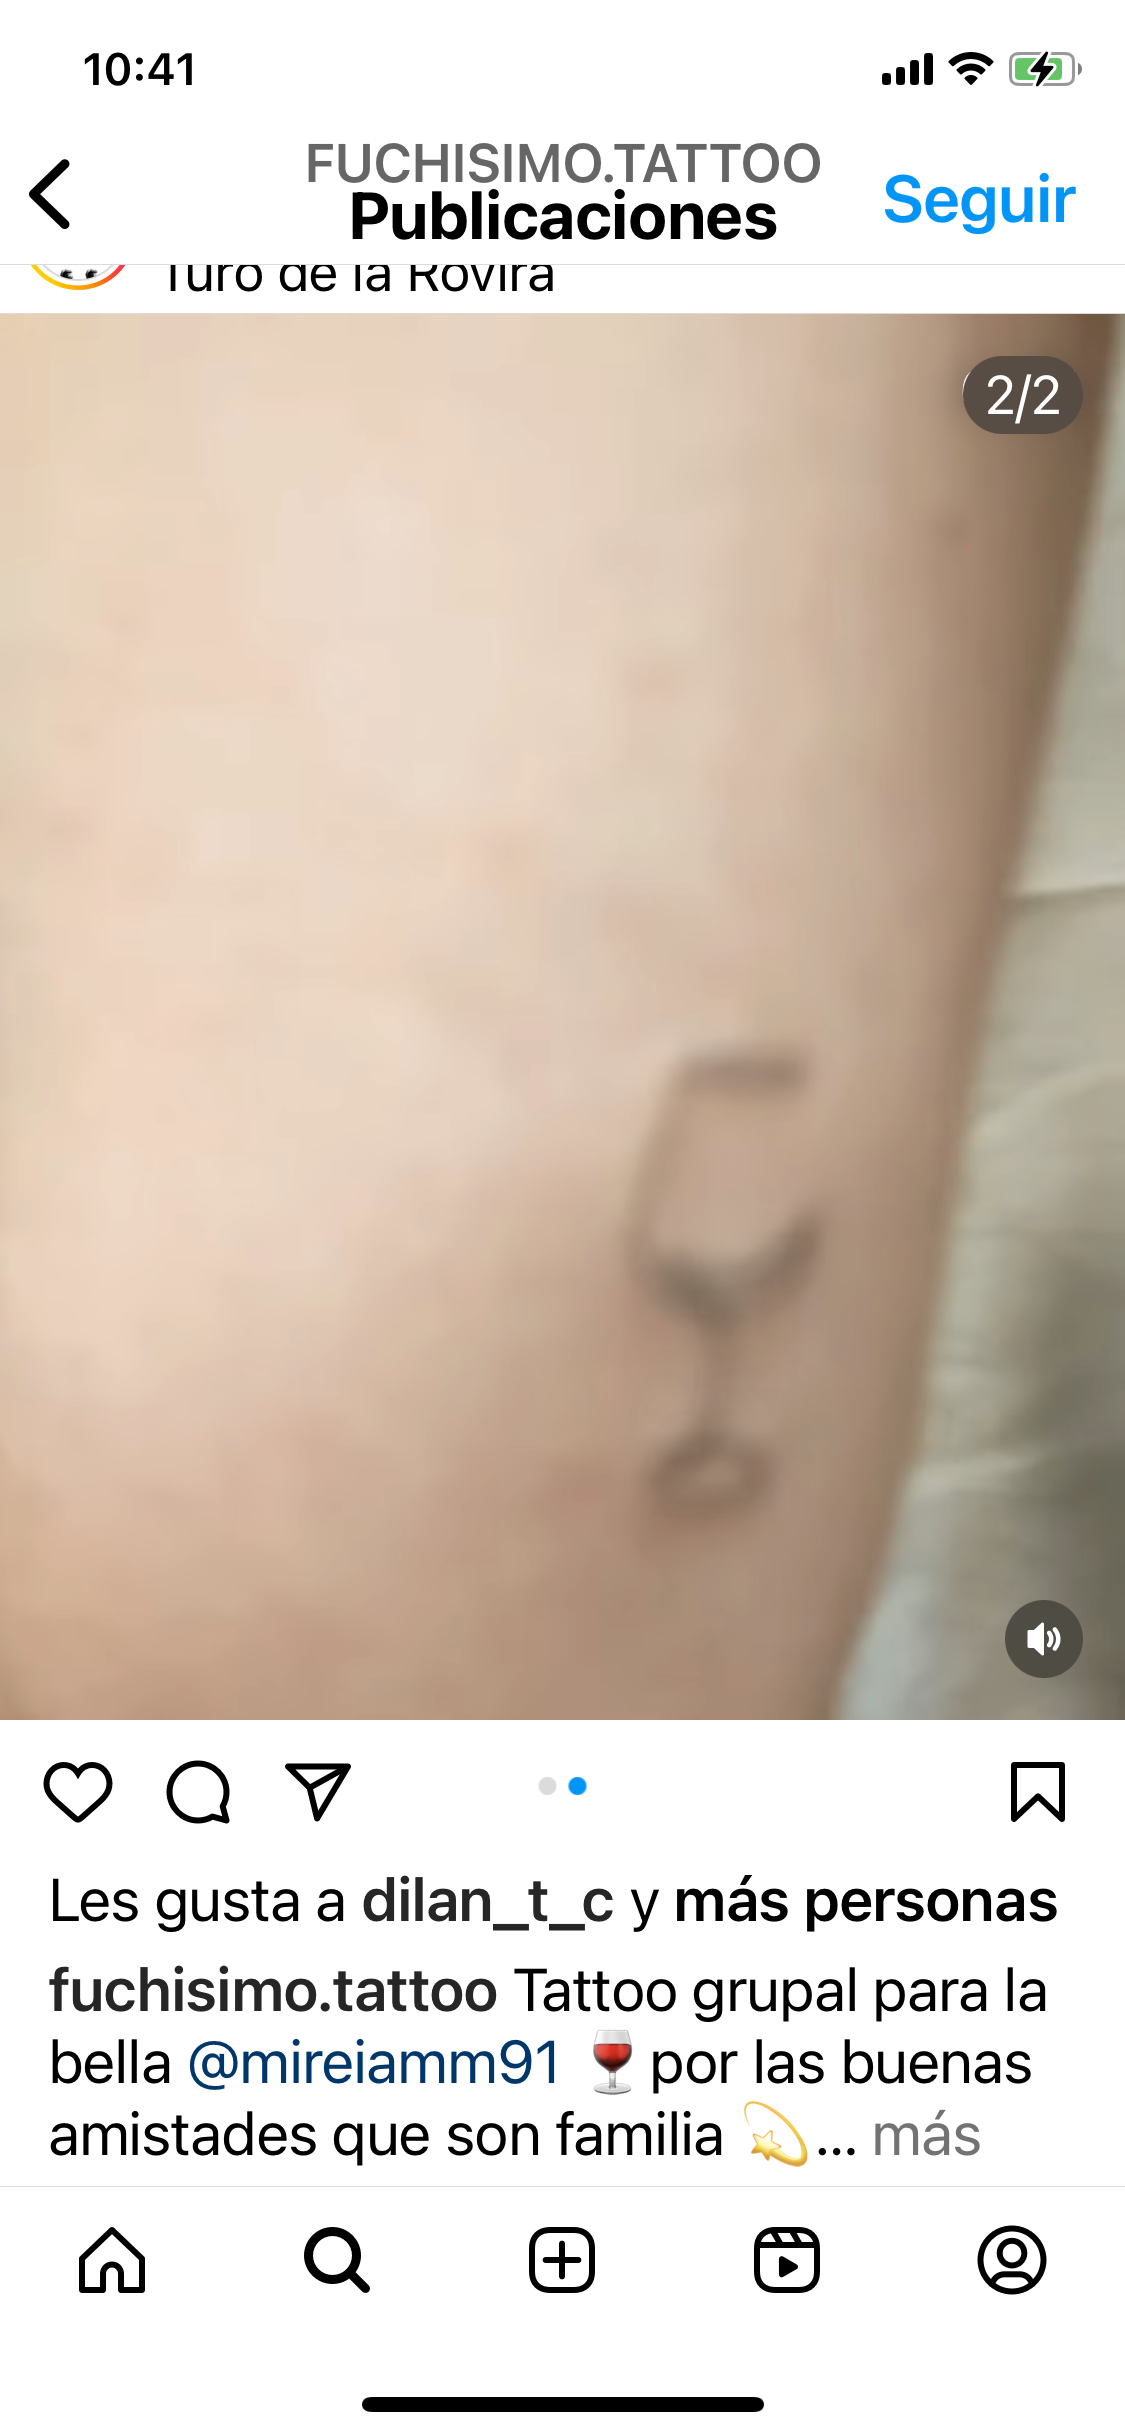 10:41
FUCHISIMO.TATTOO
Publicaciones
Seguir
Turó de la Rovira
2/2
Les gusta a dilan_t_c y más personas
fuchisimo.tattoo Tattoo grupal para la
bella @mireiamm91 🍷 por las buenas
amistades que son familia 💫... más